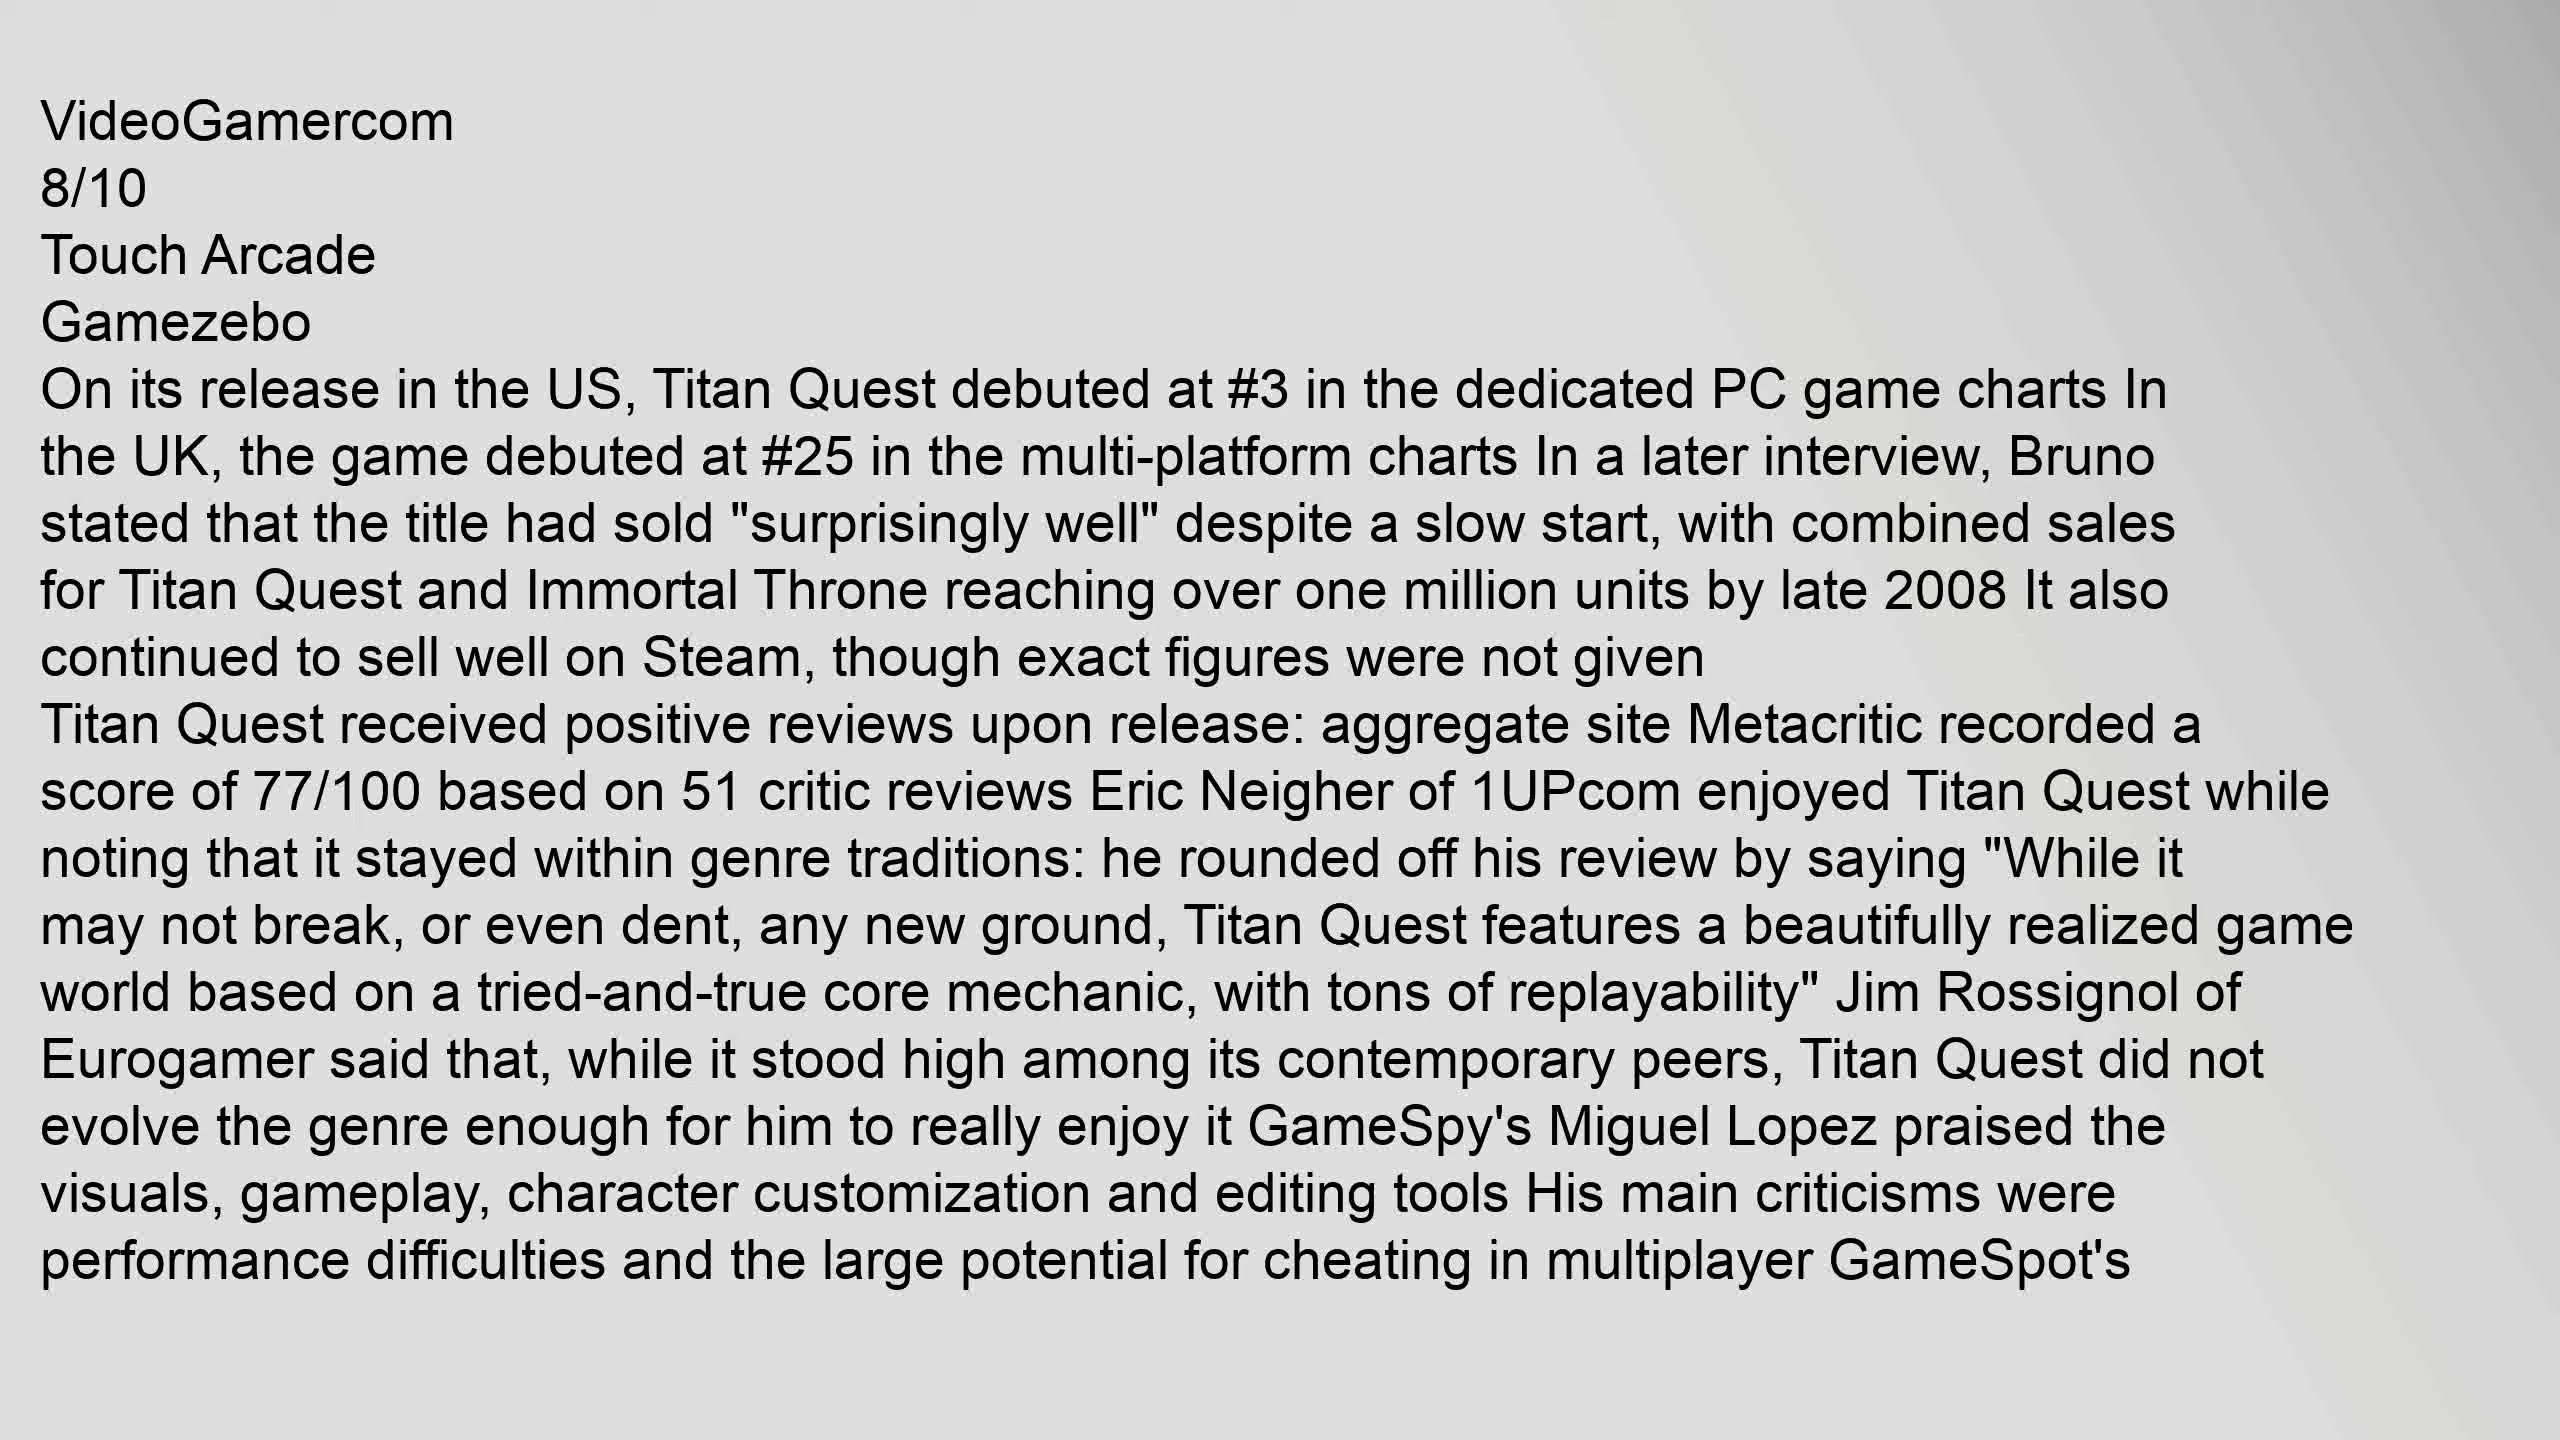 VideoGamercom
8/10
Touch Arcade
Gamezebo
On its release in the US, Titan Quest debuted at #3 in the dedicated PC game charts In
the UK, the game debuted at #25 in the multi-platform charts In a later interview, Bruno
stated that the title had sold "surprisingly well" despite a slow start, with combined sales
for Titan Quest and Immortal Throne reaching over one million units by late 2008 It also
continued to sell well on Steam, though exact figures were not given
Titan Quest received positive reviews upon release: aggregate site Metacritic recorded a
score of 77/100 based on 51 critic reviews Eric Neigher of 1UPcom enjoyed Titan Quest while
noting that it stayed within genre traditions: he rounded off his review by saying "While it
may not break, or even dent, any new ground, Titan Quest features a beautifully realized game
world based on a tried-and-true core mechanic, with tons of replayability" Jim Rossignol of
Eurogamer said that, while it stood high among its contemporary peers, Titan Quest did not
evolve the genre enough for him to really enjoy it GameSpy's Miguel Lopez praised the
visuals, gameplay, character customization and editing tools His main criticisms were
performance difficulties and the large potential for cheating in multiplayer GameSpot's